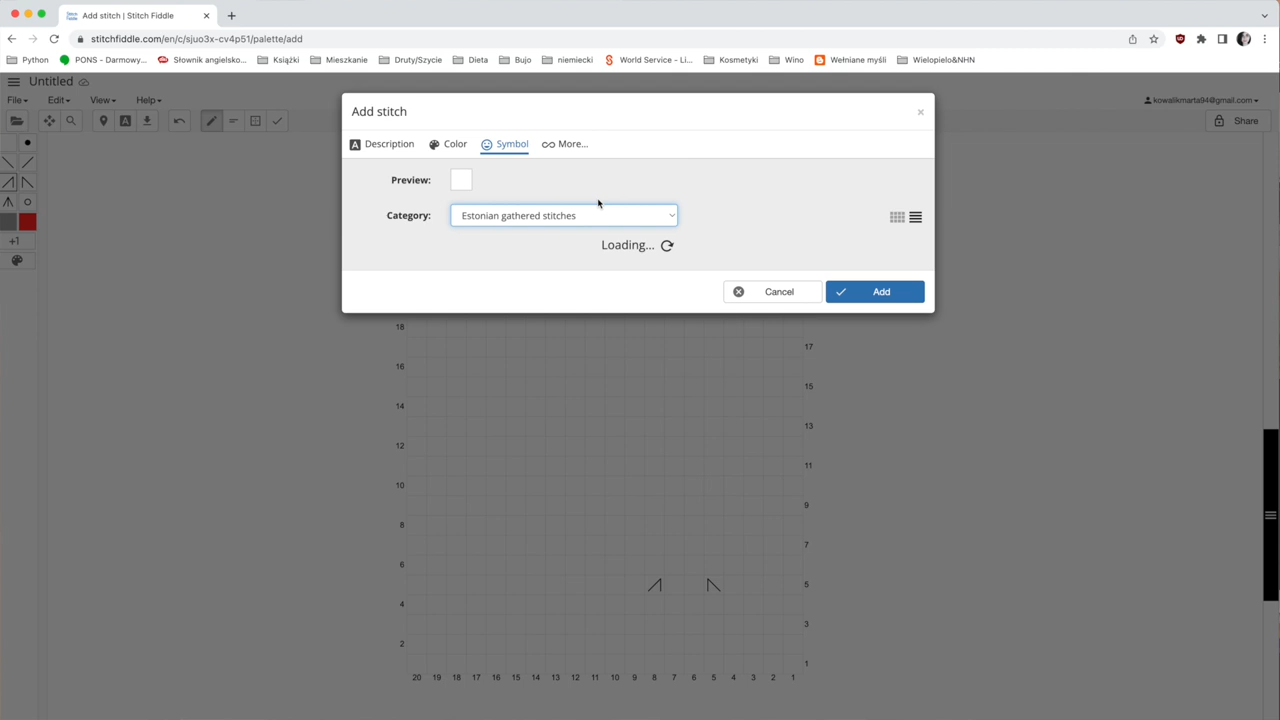 Add stitch | Stitch Fiddle
stitchfiddle.com/en/c/sjuo3x-cv4p51/palette/add
Python PONS - Darmowy... Słownik angielsko... Książki Mieszkanie Druty/Szycie Dieta Bujo niemiecki World Service - Li... Kosmetyki Wino Wełniane myśli Wielopole&NHN
Untitled
File Edit View Help
kowalikmarta94@gmail.com
Share
+1
Add stitch
Description Color Symbol More...
Preview:
Category: Estonian gathered stitches
Loading...
Cancel Add
18
17
16
15
14
13
12
11
10
9
8
7
6
5
4
3
2
1
20 19 18 17 16 15 14 13 12 11 10 9 8 7 6 5 4 3 2 1